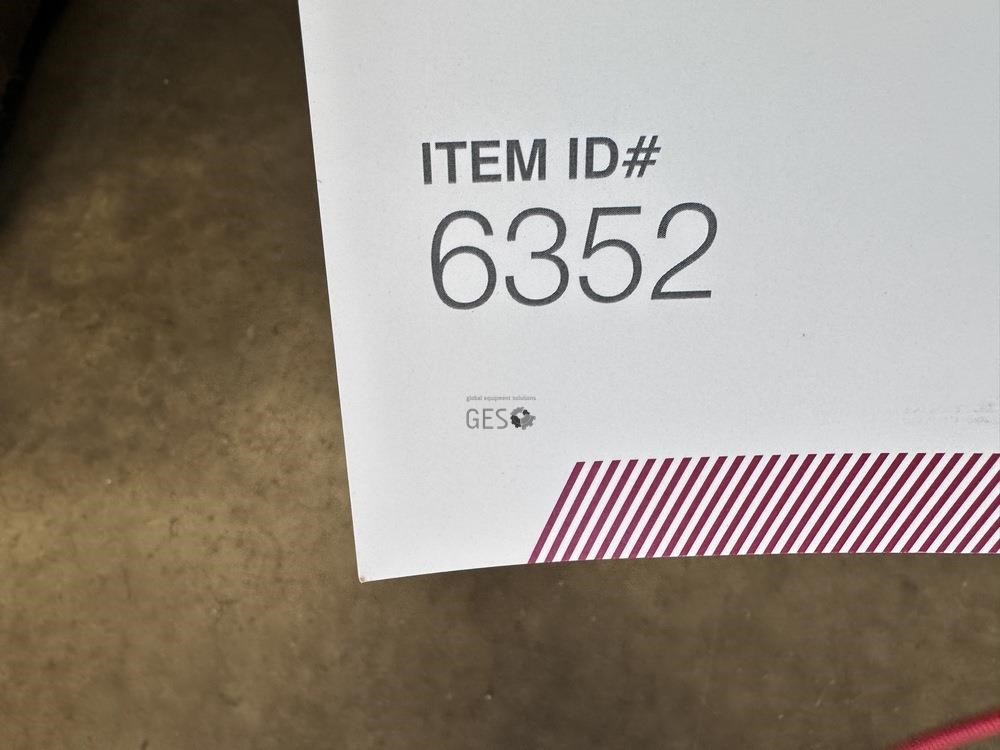 ITEM ID#
6352
global equipment solutions
GES